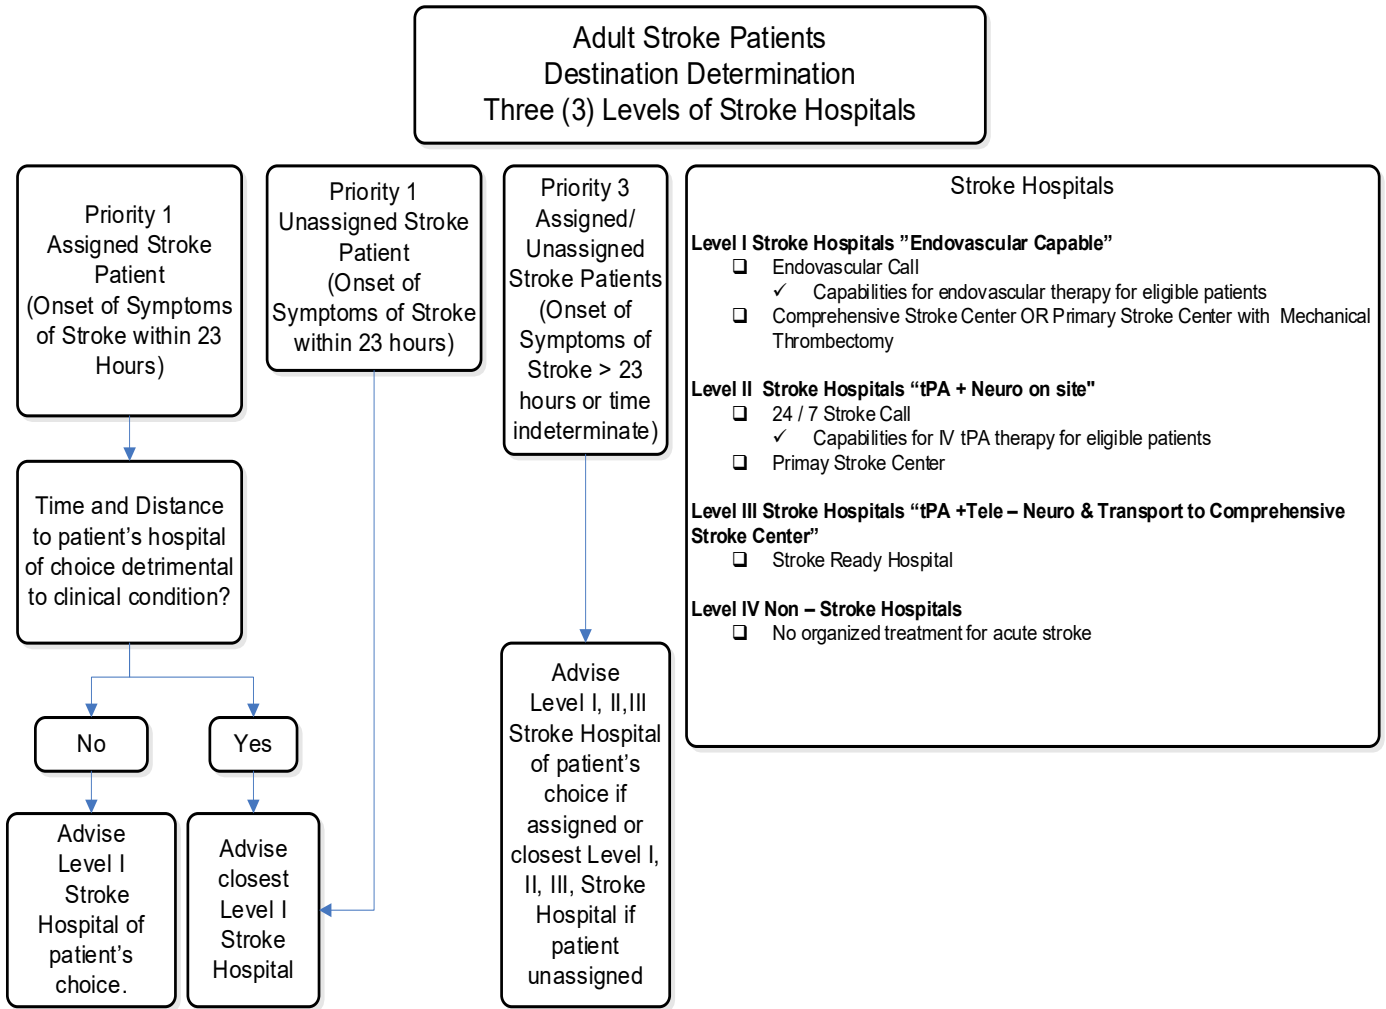 Adult Stroke Patients
Destination Determination
Three (3) Levels of Stroke Hospitals
Priority 1
Assigned Stroke
Patient
(Onset of Symptoms
of Stroke within 23
Hours)
Time and Distance
to patient’s hospital
of choice detrimental
to clinical condition?
No
Yes
Advise
Level I
Stroke
Hospital of
patient’s
choice.
Advise
closest
Level I
Stroke
Hospital
Priority 1
Unassigned Stroke
Patient
(Onset of
Symptoms of Stroke
within 23 hours)
Priority 3
Assigned/
Unassigned
Stroke Patients
(Onset of
Symptoms of
Stroke > 23
hours or time
indeterminate)
Advise
Level I, II,III
Stroke Hospital
of patient’s
choice if
assigned or
closest Level I,
II, III, Stroke
Hospital if
patient
unassigned
Stroke Hospitals
Level I Stroke Hospitals ”Endovascular Capable”
❑ Endovascular Call
✓ Capabilities for endovascular therapy for eligible patients
❑ Comprehensive Stroke Center OR Primary Stroke Center with Mechanical
Thrombectomy
Level II Stroke Hospitals “tPA + Neuro on site"
❑ 24 / 7 Stroke Call
✓ Capabilities for IV tPA therapy for eligible patients
❑ Primay Stroke Center
Level III Stroke Hospitals “tPA +Tele – Neuro & Transport to Comprehensive
Stroke Center”
❑ Stroke Ready Hospital
Level IV Non – Stroke Hospitals
❑ No organized treatment for acute stroke